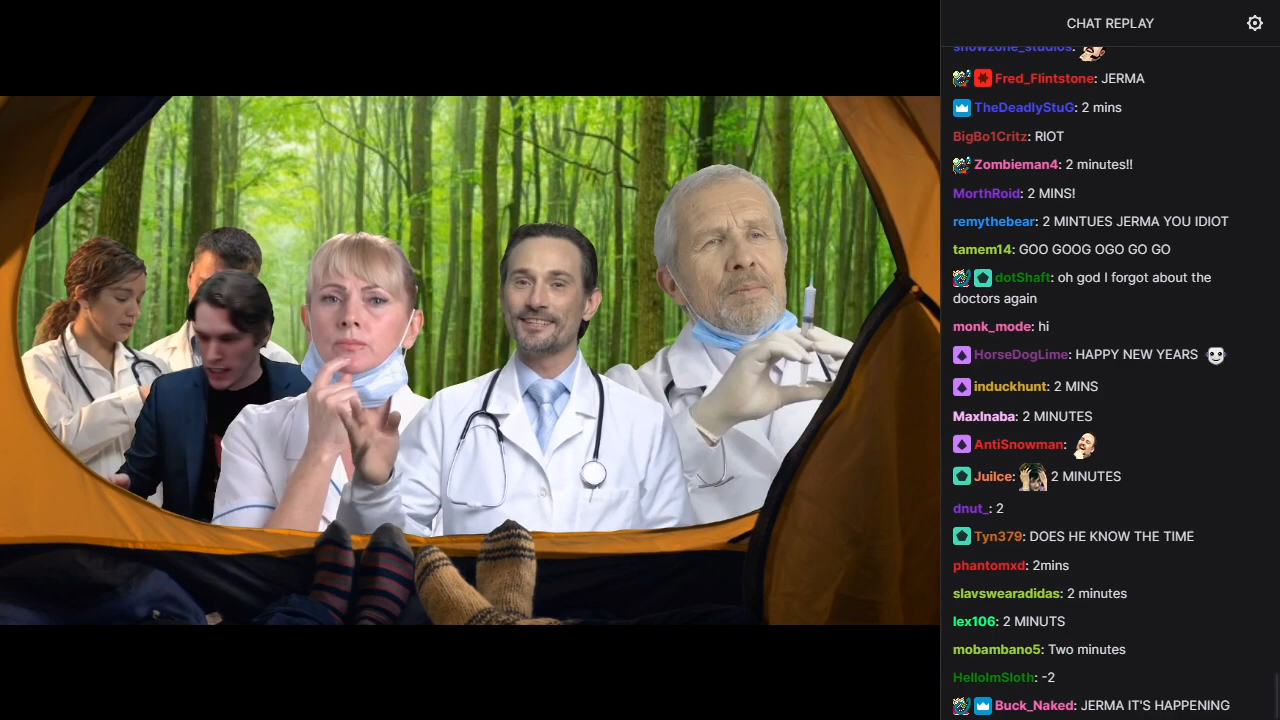 CHAT REPLAY
snowzone_studios:
Fred_Flintstone: JERMA
TheDeadlyStuG: 2 mins
BigBo1Critz: RIOT
Zombieman4: 2 minutes!!
MorthRoid: 2 MINS!
remythebear: 2 MINTUES JERMA YOU IDIOT
tamem14: GOO GOOG OGO GO GO
dotShaft: oh god I forgot about the
doctors again
monk_mode: hi
HorseDogLime: HAPPY NEW YEARS
induckhunt: 2 MINS
MaxInaba: 2 MINUTES
AntiSnowman:
Juilce: 2 MINUTES
dnut_: 2
Tyn379: DOES HE KNOW THE TIME
phantomxd: 2mins
slavswearadidas: 2 minutes
lex106: 2 MINUTS
mobambano5: Two minutes
HelloImSloth: -2
Buck_Naked: JERMA IT'S HAPPENING